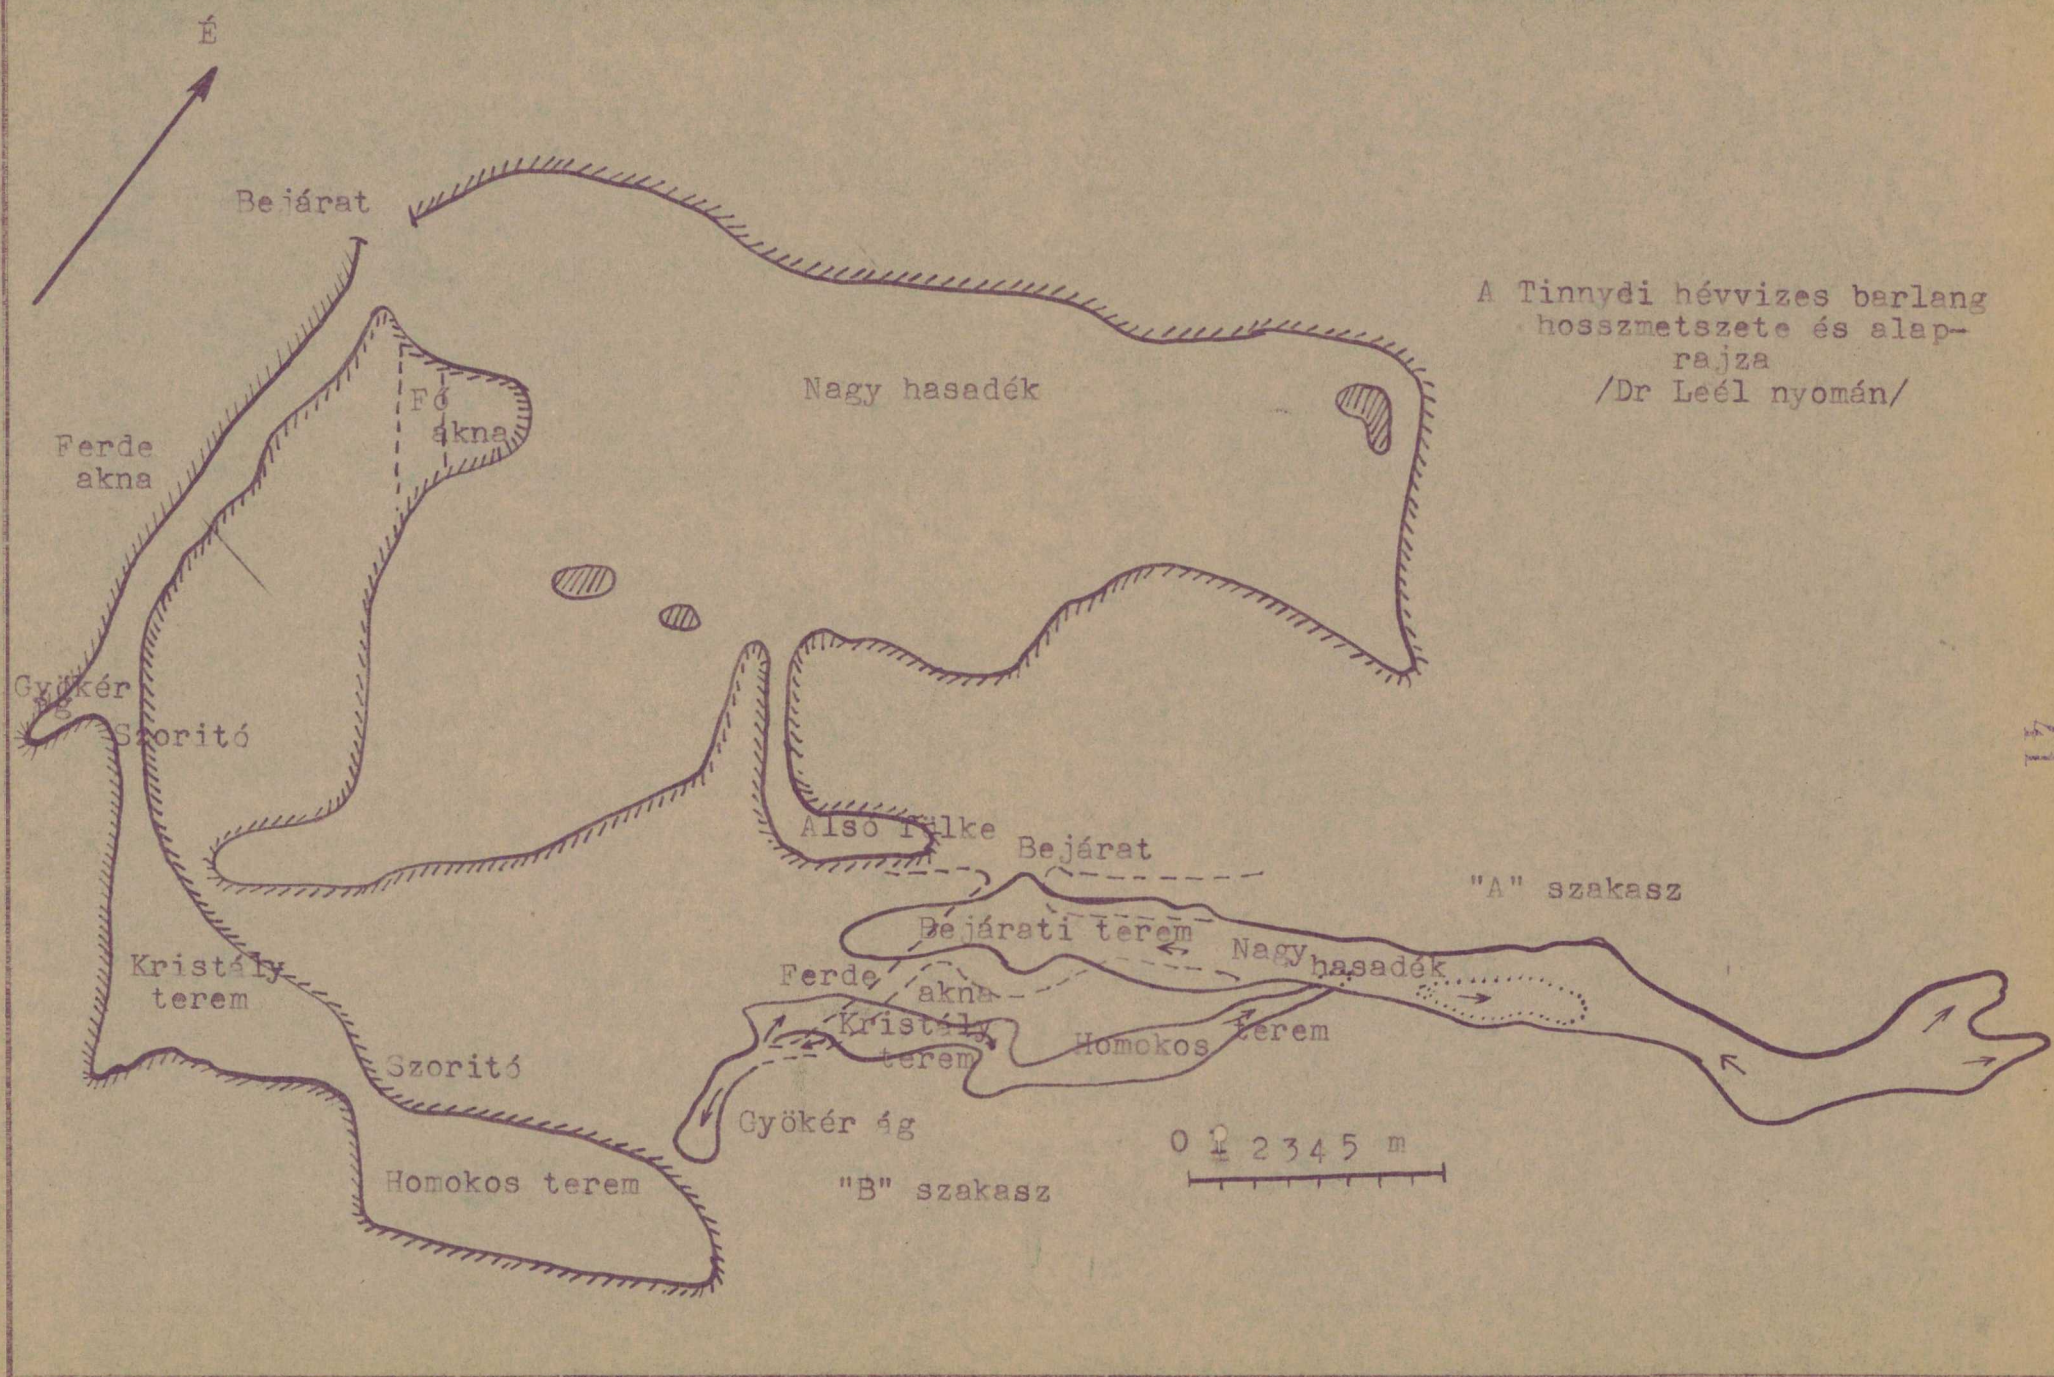 É
Bejárat
A Tinnydi hévvizes barlang
hosszmetszete és alap-
rajza
/Dr Leél nyomán/
Nagy hasadék
Fő
akna
Ferde
akna
Gyökér
ág
Szoritó
41
Alsó fülke
Bejárat
"A" szakasz
Bejárati terem
Nagy
hasadék
Ferde
akna
Kristály
terem
Kristály
terem
Homokos
terem
Szoritó
Gyökér ág
0 1 2 3 4 5 m
Homokos terem
"B" szakasz